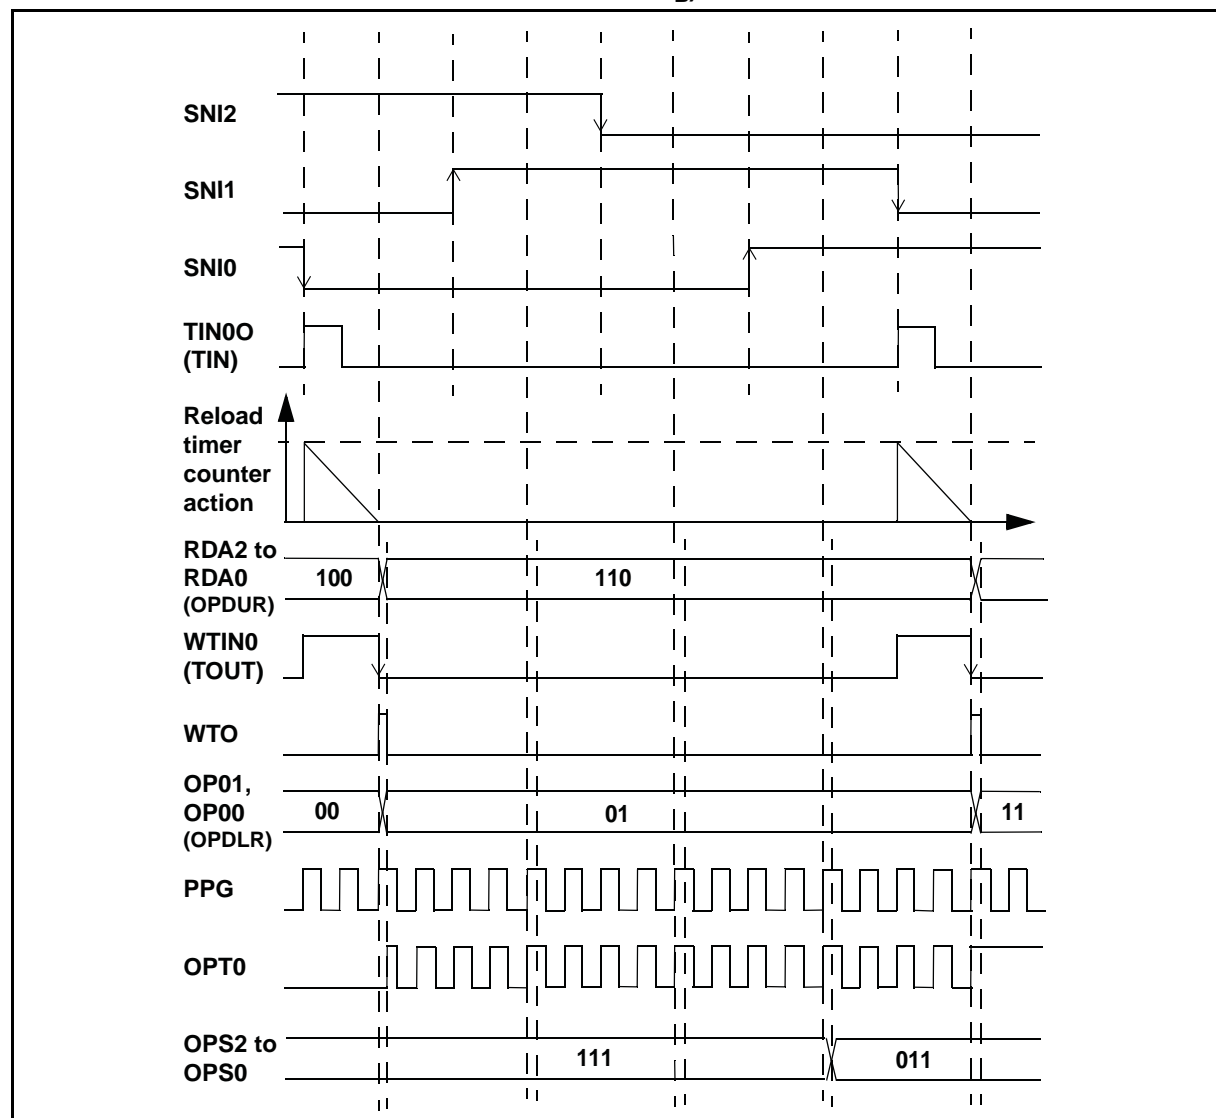 SNI2
SNI1
SNI0
TIN0O
(TIN)
Reload
timer
counter
action
RDA2 to
RDA0
(OPDUR)
100
110
WTIN0
(TOUT)
WTO
OP01,
OP00
(OPDLR)
00
01
11
PPG
OPT0
OPS2 to
OPS0
111
011